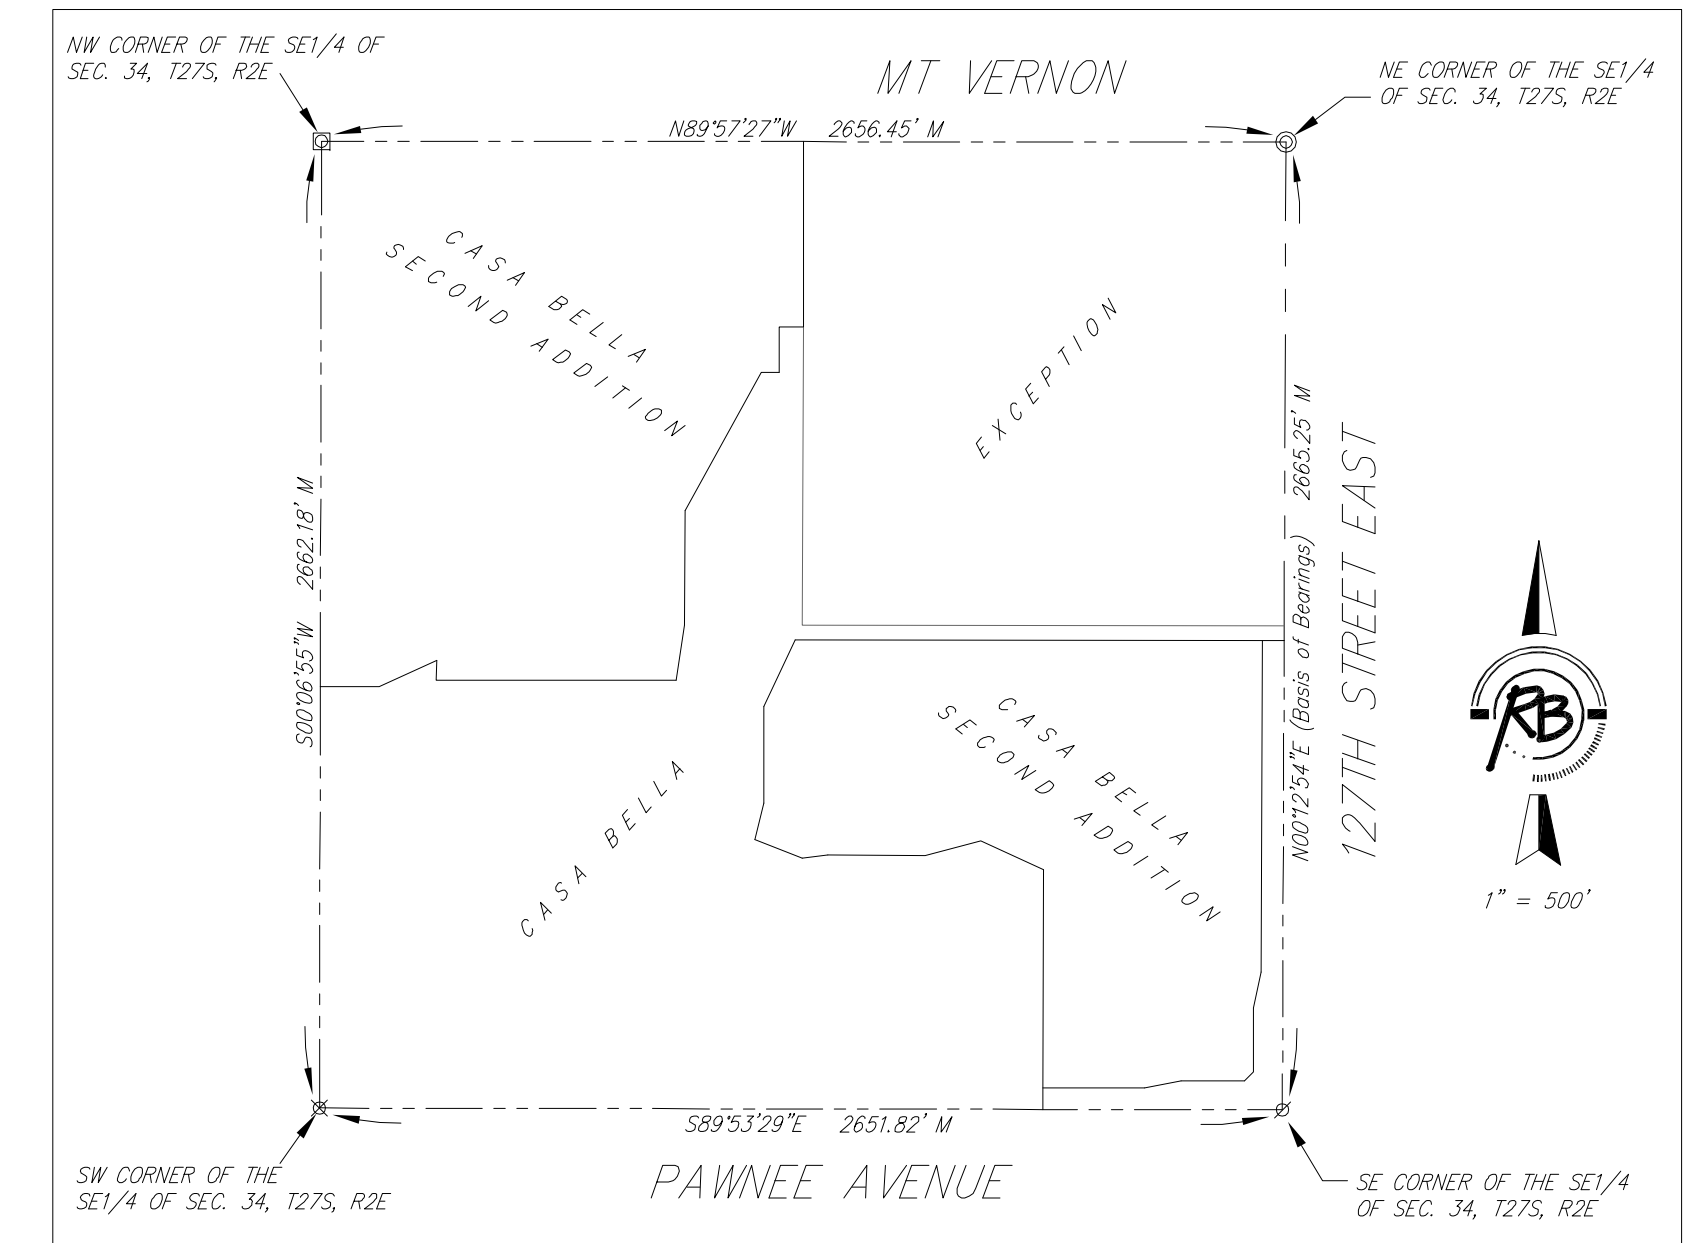 NW CORNER OF THE SE1/4 OF
SEC. 34, T27S, R2E
MT VERNON
NE CORNER OF THE SE1/4
OF SEC. 34, T27S, R2E
N89°57'27"W 2656.45' M
CASA BELLA
SECOND ADDITION
EXCEPTION
S00°06'55"W 2662.18' M
N00°12'54"E (Basis of Bearings) 2665.25' M
127TH STREET EAST
CASA BELLA
SECOND ADDITION
CASA BELLA
RB
1" = 500'
S89°53'29"E 2651.82' M
PAWNEE AVENUE
SW CORNER OF THE
SE1/4 OF SEC. 34, T27S, R2E
SE CORNER OF THE SE1/4
OF SEC. 34, T27S, R2E